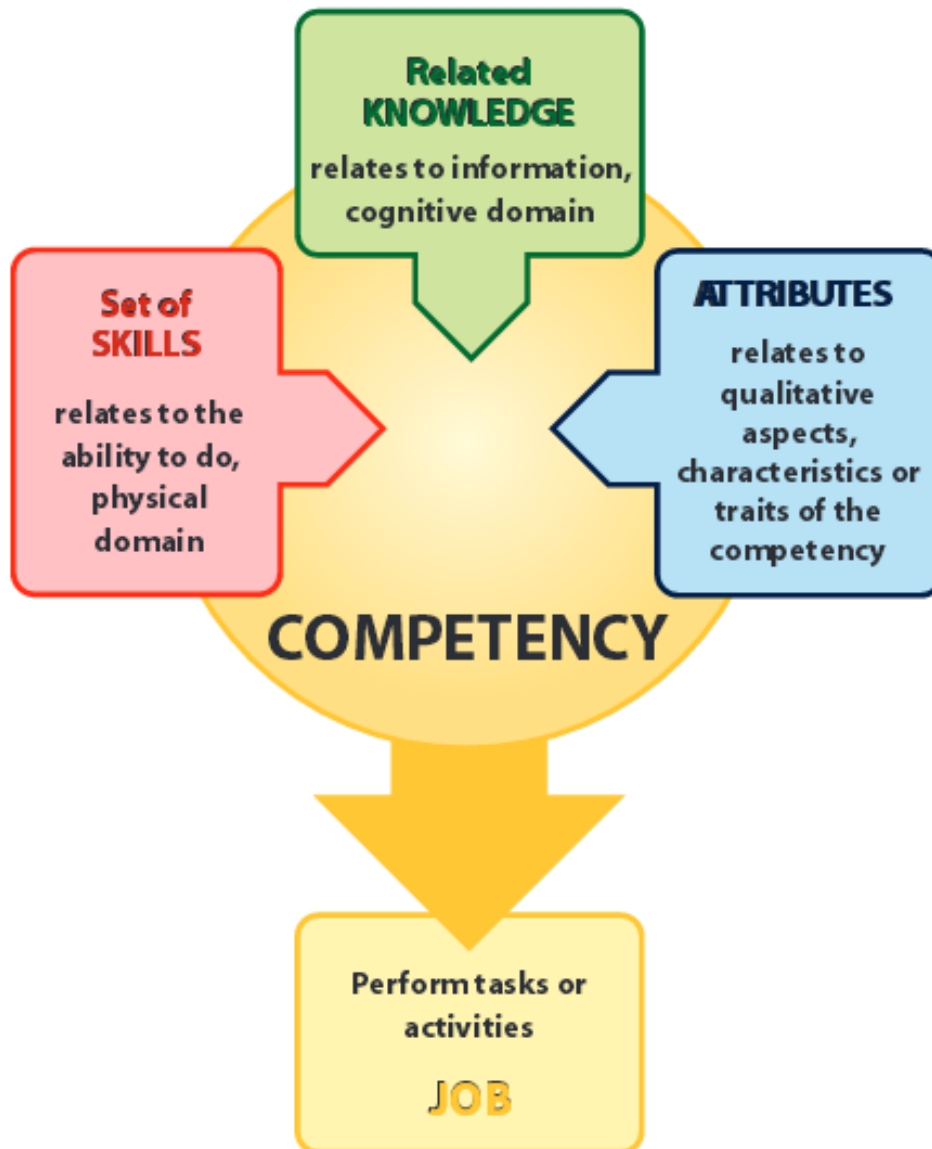 Related
KNOWLEDGE
relates to information,
cognitive domain
Set of
SKILLS
relates to the
ability to do,
physical
domain
ATTRIBUTES
relates to
qualitative
aspects,
characteristics or
traits of the
competency
COMPETENCY
Perform tasks or
activities
JOB